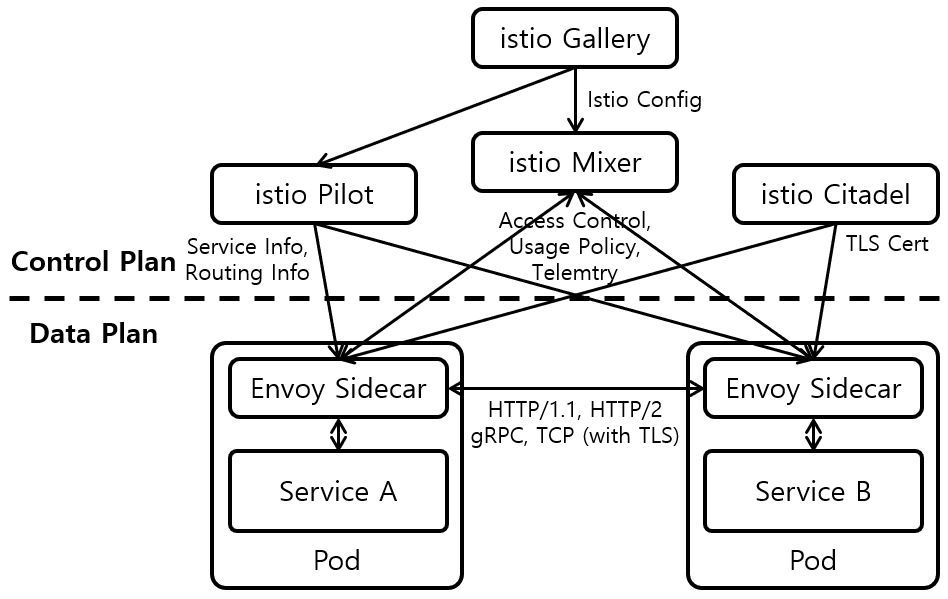 istio Gallery
Istio Config
istio Mixer
istio Pilot
istio Citadel
Access Control,
Usage Policy,
Telemtry
Service Info,
Routing Info
TLS Cert
Control Plan
Data Plan
Envoy Sidecar
Envoy Sidecar
HTTP/1.1, HTTP/2
gRPC, TCP (with TLS)
Service A
Service B
Pod
Pod